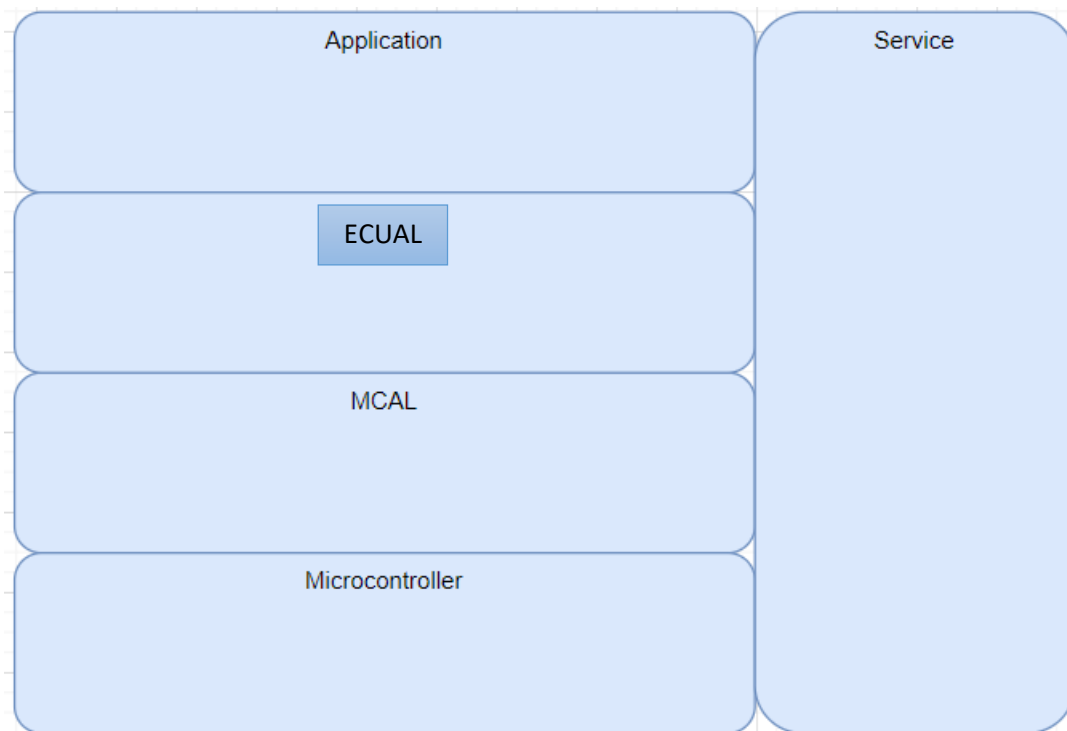 Application
Service
ECUAL
MCAL
Microcontroller